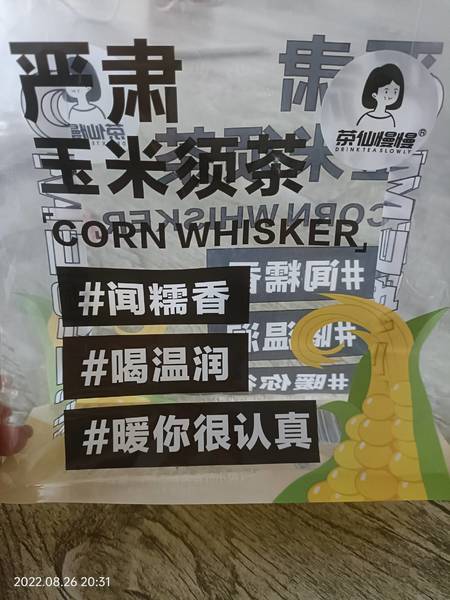 严肃
茶仙慢慢®
DRINK TEA SLOWLY
玉米须茶
「CORN WHISKER」
#闻糯香
#喝温润
#暖你很认真
2022.08.26 20:31